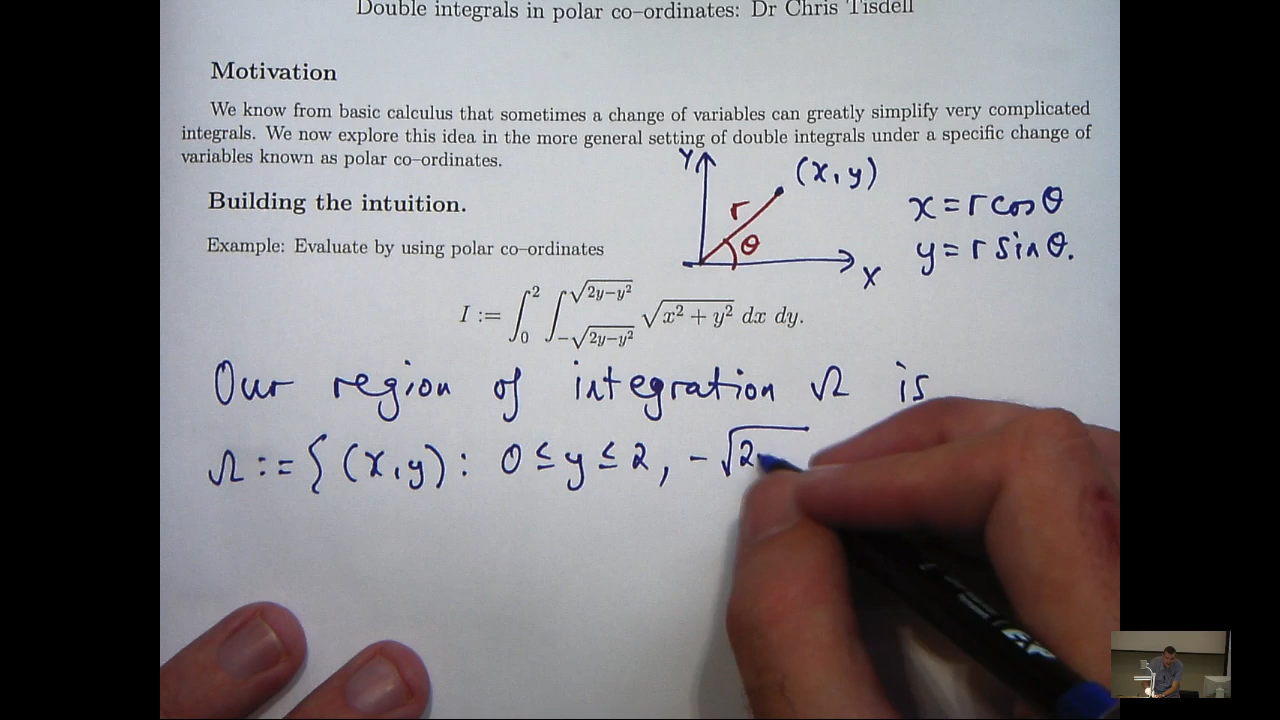 Double integrals in polar co–ordinates: Dr Chris Tisdell
Motivation
We know from basic calculus that sometimes a change of variables can greatly simplify very complicated
integrals. We now explore this idea in the more general setting of double integrals under a specific change of
variables known as polar co–ordinates.
Y
(x,y)
r
θ
X
x = r cos θ
y = r sin θ.
Building the intuition.
Example: Evaluate by using polar co–ordinates
I := ∫_0^2 ∫_{-√(2y−y²)}^{√(2y−y²)} √(x² + y²) dx dy.
Our region of integration Ω is
Ω := { (x,y) : 0 ≤ y ≤ 2, -√2